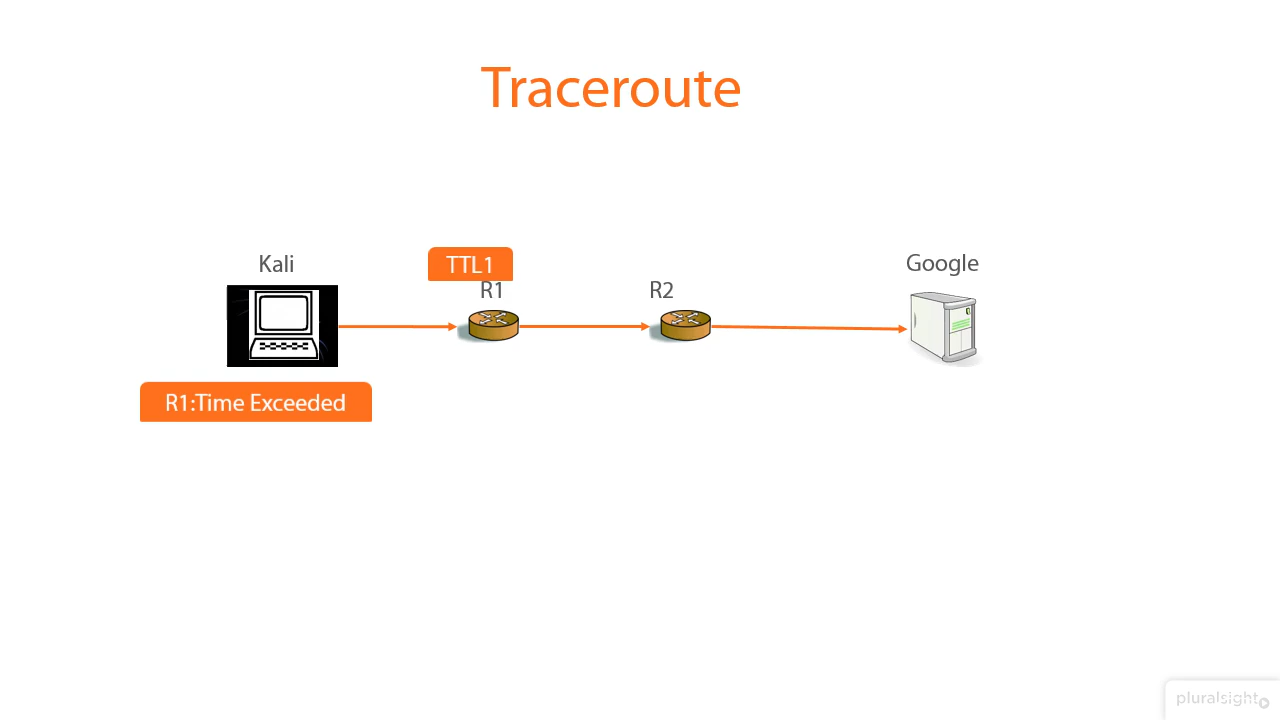 Traceroute
Kali
TTL1
R1
R2
Google
R1:Time Exceeded
pluralsight